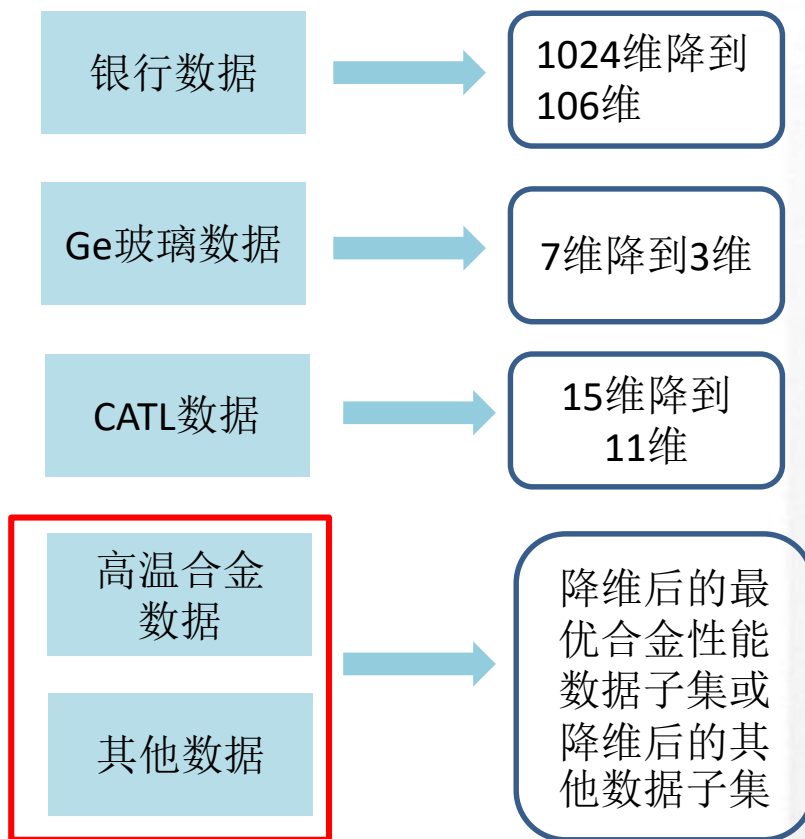 银行数据
1024维降到
106维
Ge玻璃数据
7维降到3维
CATL数据
15维降到
11维
高温合金
数据
其他数据
降维后的最
优合金性能
数据子集或
降维后的其
他数据子集